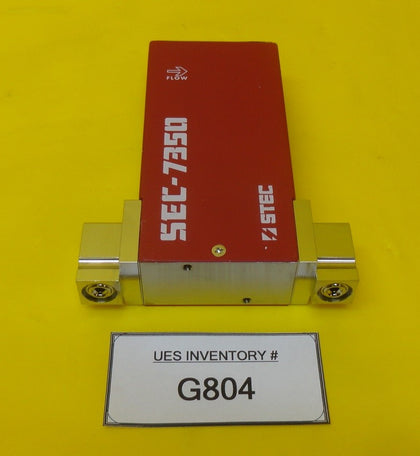 FLOW
SEC-7350
STEC
UES INVENTORY #
G804